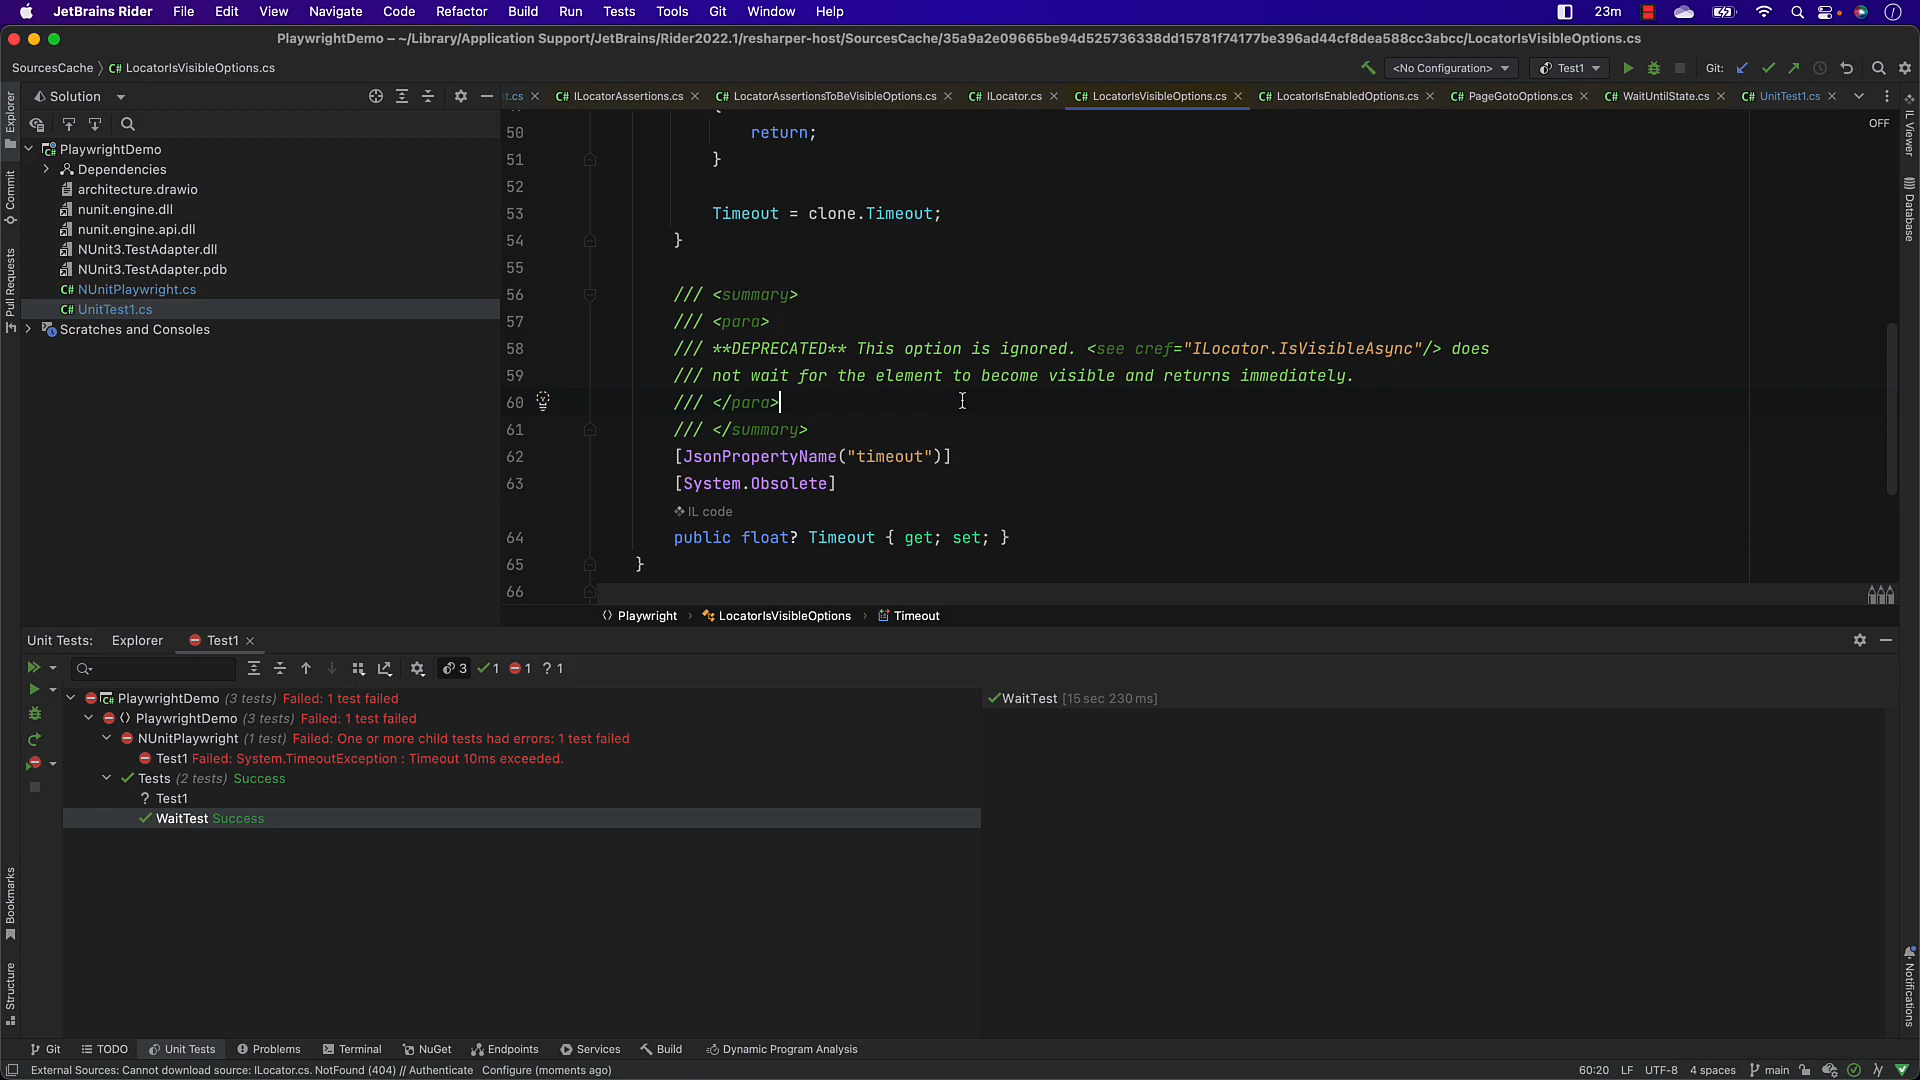 JetBrains Rider File Edit View Navigate Code Refactor Build Run Tests Tools Git Window Help 23m
PlaywrightDemo – ~/Library/Application Support/JetBrains/Rider2022.1/resharper-host/SourcesCache/35a9a2e09665be94d525736338dd15781f74177be396ad44cf8dea588cc3abcc/LocatorIsVisibleOptions.cs
SourcesCache 〉 C# LocatorIsVisibleOptions.cs <No Configuration> Test1 Git:
Solution
t.cs C# ILocatorAssertions.cs C# LocatorAssertionsToBeVisibleOptions.cs C# ILocator.cs C# LocatorIsVisibleOptions.cs C# LocatorIsEnabledOptions.cs C# PageGotoOptions.cs C# WaitUntilState.cs C# UnitTest1.cs
Explorer
Commit
Pull Requests
Bookmarks
Structure
PlaywrightDemo
Dependencies
architecture.drawio
nunit.engine.dll
nunit.engine.api.dll
NUnit3.TestAdapter.dll
NUnit3.TestAdapter.pdb
C# NUnitPlaywright.cs
C# UnitTest1.cs
Scratches and Consoles
{
50 return;
51 }
52
53 Timeout = clone.Timeout;
54 }
55
56 /// <summary>
57 /// <para>
58 /// **DEPRECATED** This option is ignored. <see cref="ILocator.IsVisibleAsync"/> does
59 /// not wait for the element to become visible and returns immediately.
60 /// </para>
61 /// </summary>
62 [JsonPropertyName("timeout")]
63 [System.Obsolete]
IL code
64 public float? Timeout { get; set; }
65 }
66
OFF
IL Viewer
Database
Notifications
Playwright › LocatorIsVisibleOptions › Timeout
Unit Tests: Explorer Test1
3 1 1 ? 1
PlaywrightDemo (3 tests) Failed: 1 test failed
PlaywrightDemo (3 tests) Failed: 1 test failed
NUnitPlaywright (1 test) Failed: One or more child tests had errors: 1 test failed
Test1 Failed: System.TimeoutException : Timeout 10ms exceeded.
Tests (2 tests) Success
? Test1
WaitTest Success
WaitTest [15 sec 230 ms]
Git TODO Unit Tests Problems Terminal NuGet Endpoints Services Build Dynamic Program Analysis
External Sources: Cannot download source: ILocator.cs. NotFound (404) // Authenticate Configure (moments ago) 60:20 LF UTF-8 4 spaces main